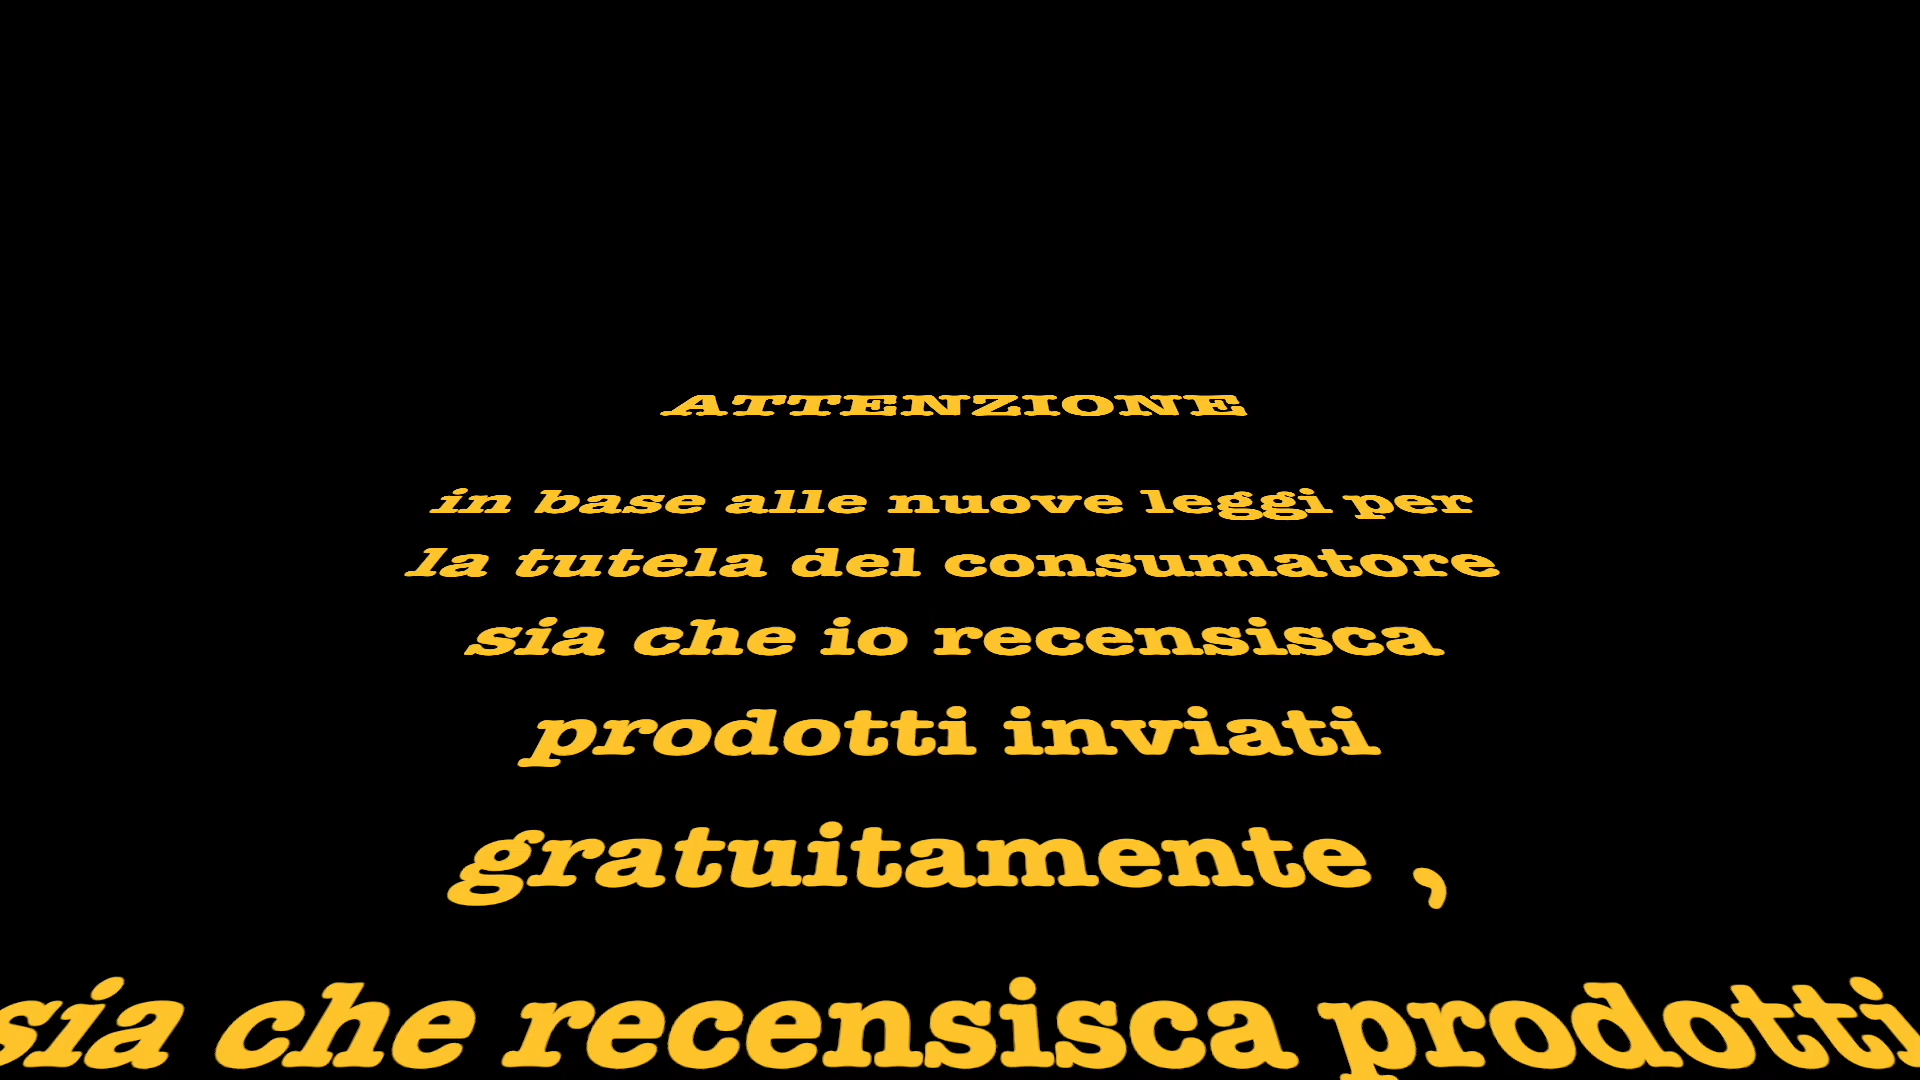 ATTENZIONE
in base alle nuove leggi per
la tutela del consumatore
sia che io recensisca
prodotti inviati
gratuitamente ,
sia che recensisca prodotti